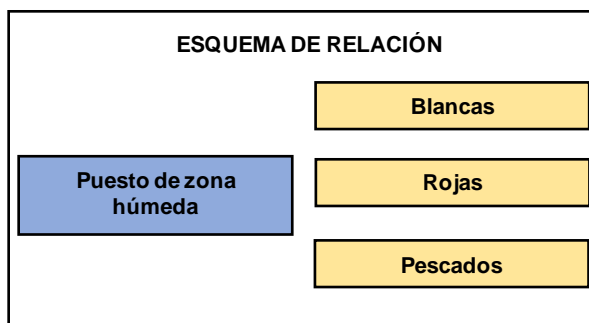 ESQUEMA DE RELACIÓN
Blancas
Puesto de zona
húmeda
Rojas
Pescados